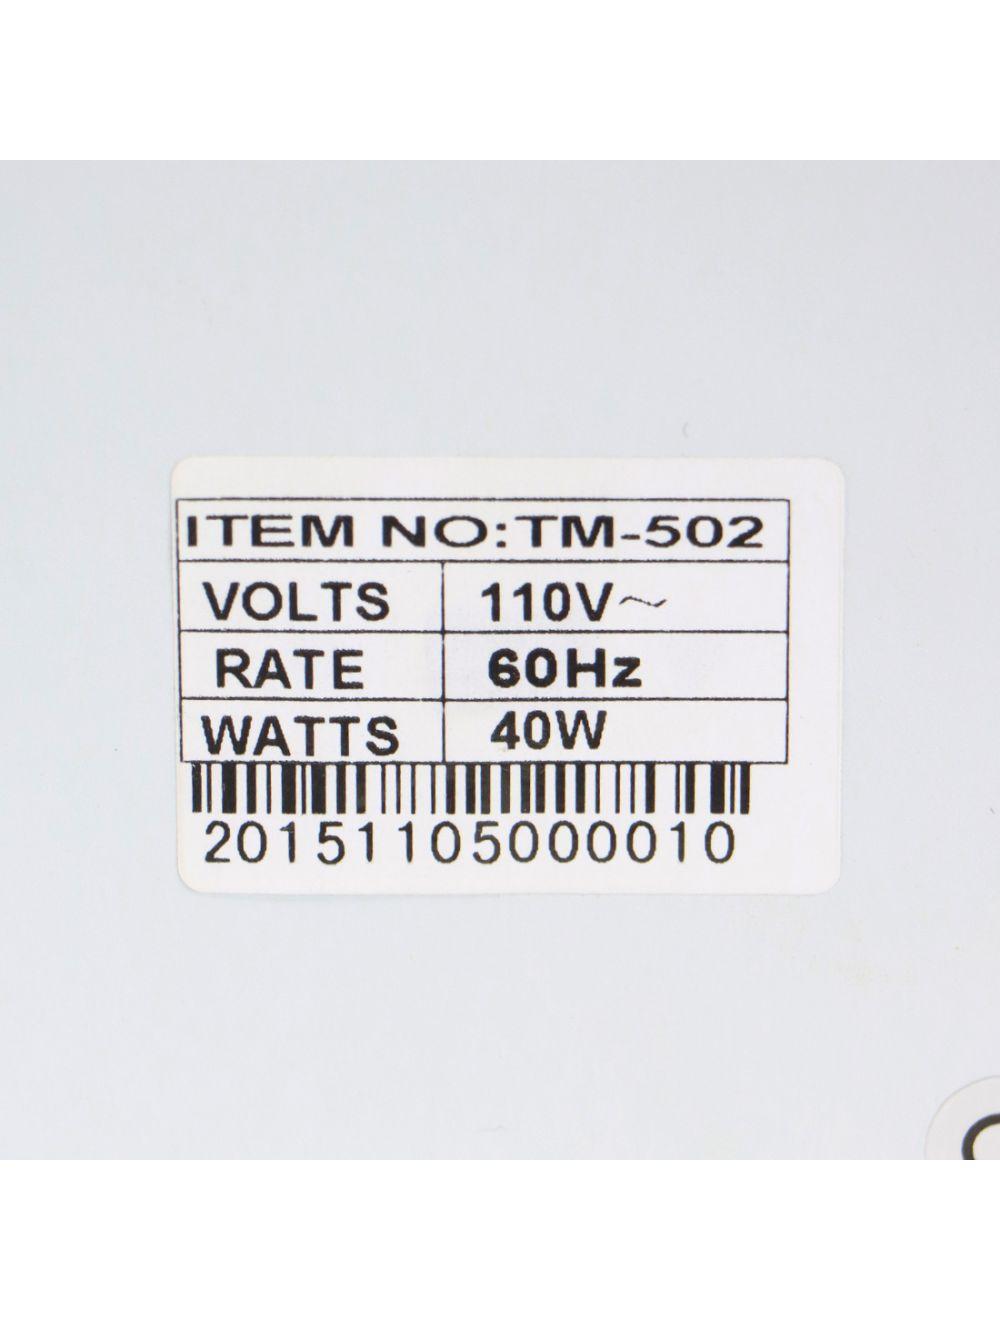 ITEM NO:TM-502
VOLTS 110V~
RATE 60Hz
WATTS 40W
20151105000010